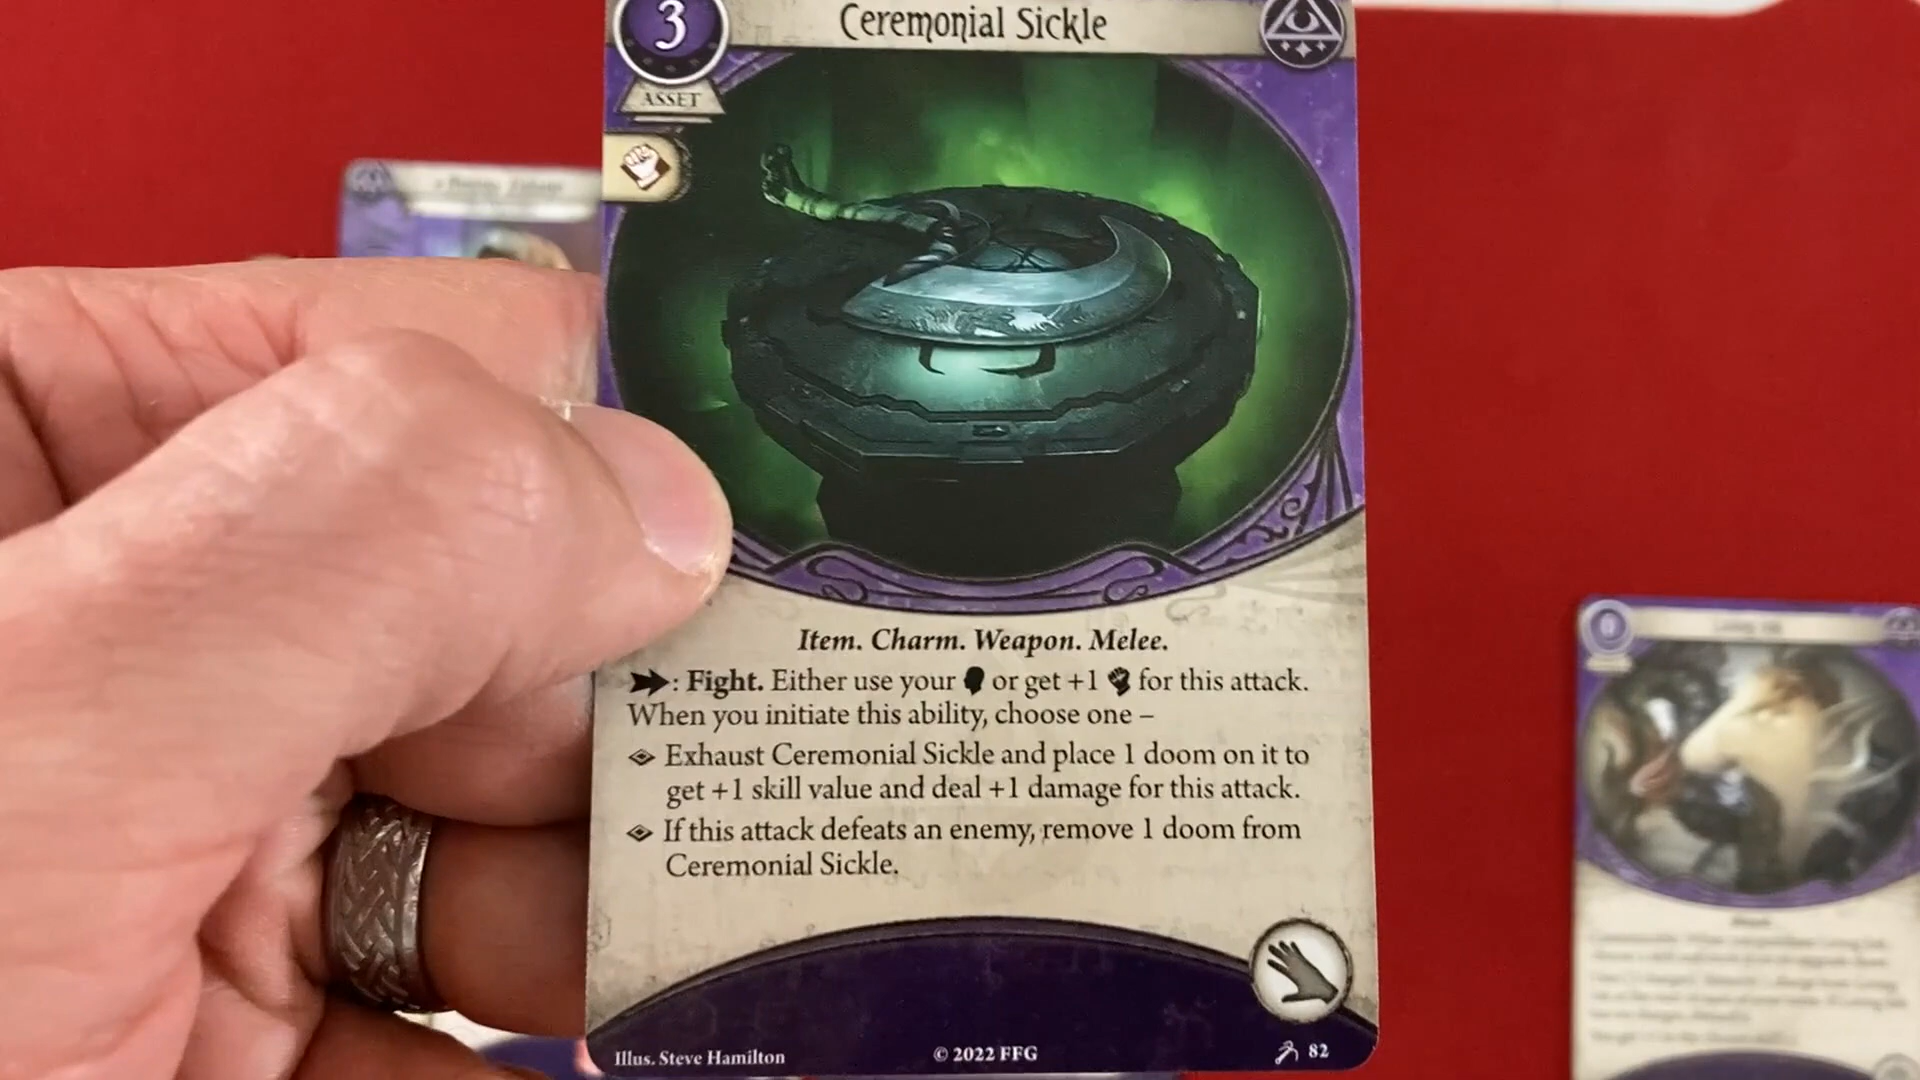 3
Ceremonial Sickle
ASSET
Item. Charm. Weapon. Melee.
: Fight. Either use your or get +1 for this attack.
When you initiate this ability, choose one –
Exhaust Ceremonial Sickle and place 1 doom on it to
get +1 skill value and deal +1 damage for this attack.
If this attack defeats an enemy, remove 1 doom from
Ceremonial Sickle.
Illus. Steve Hamilton
© 2022 FFG
82